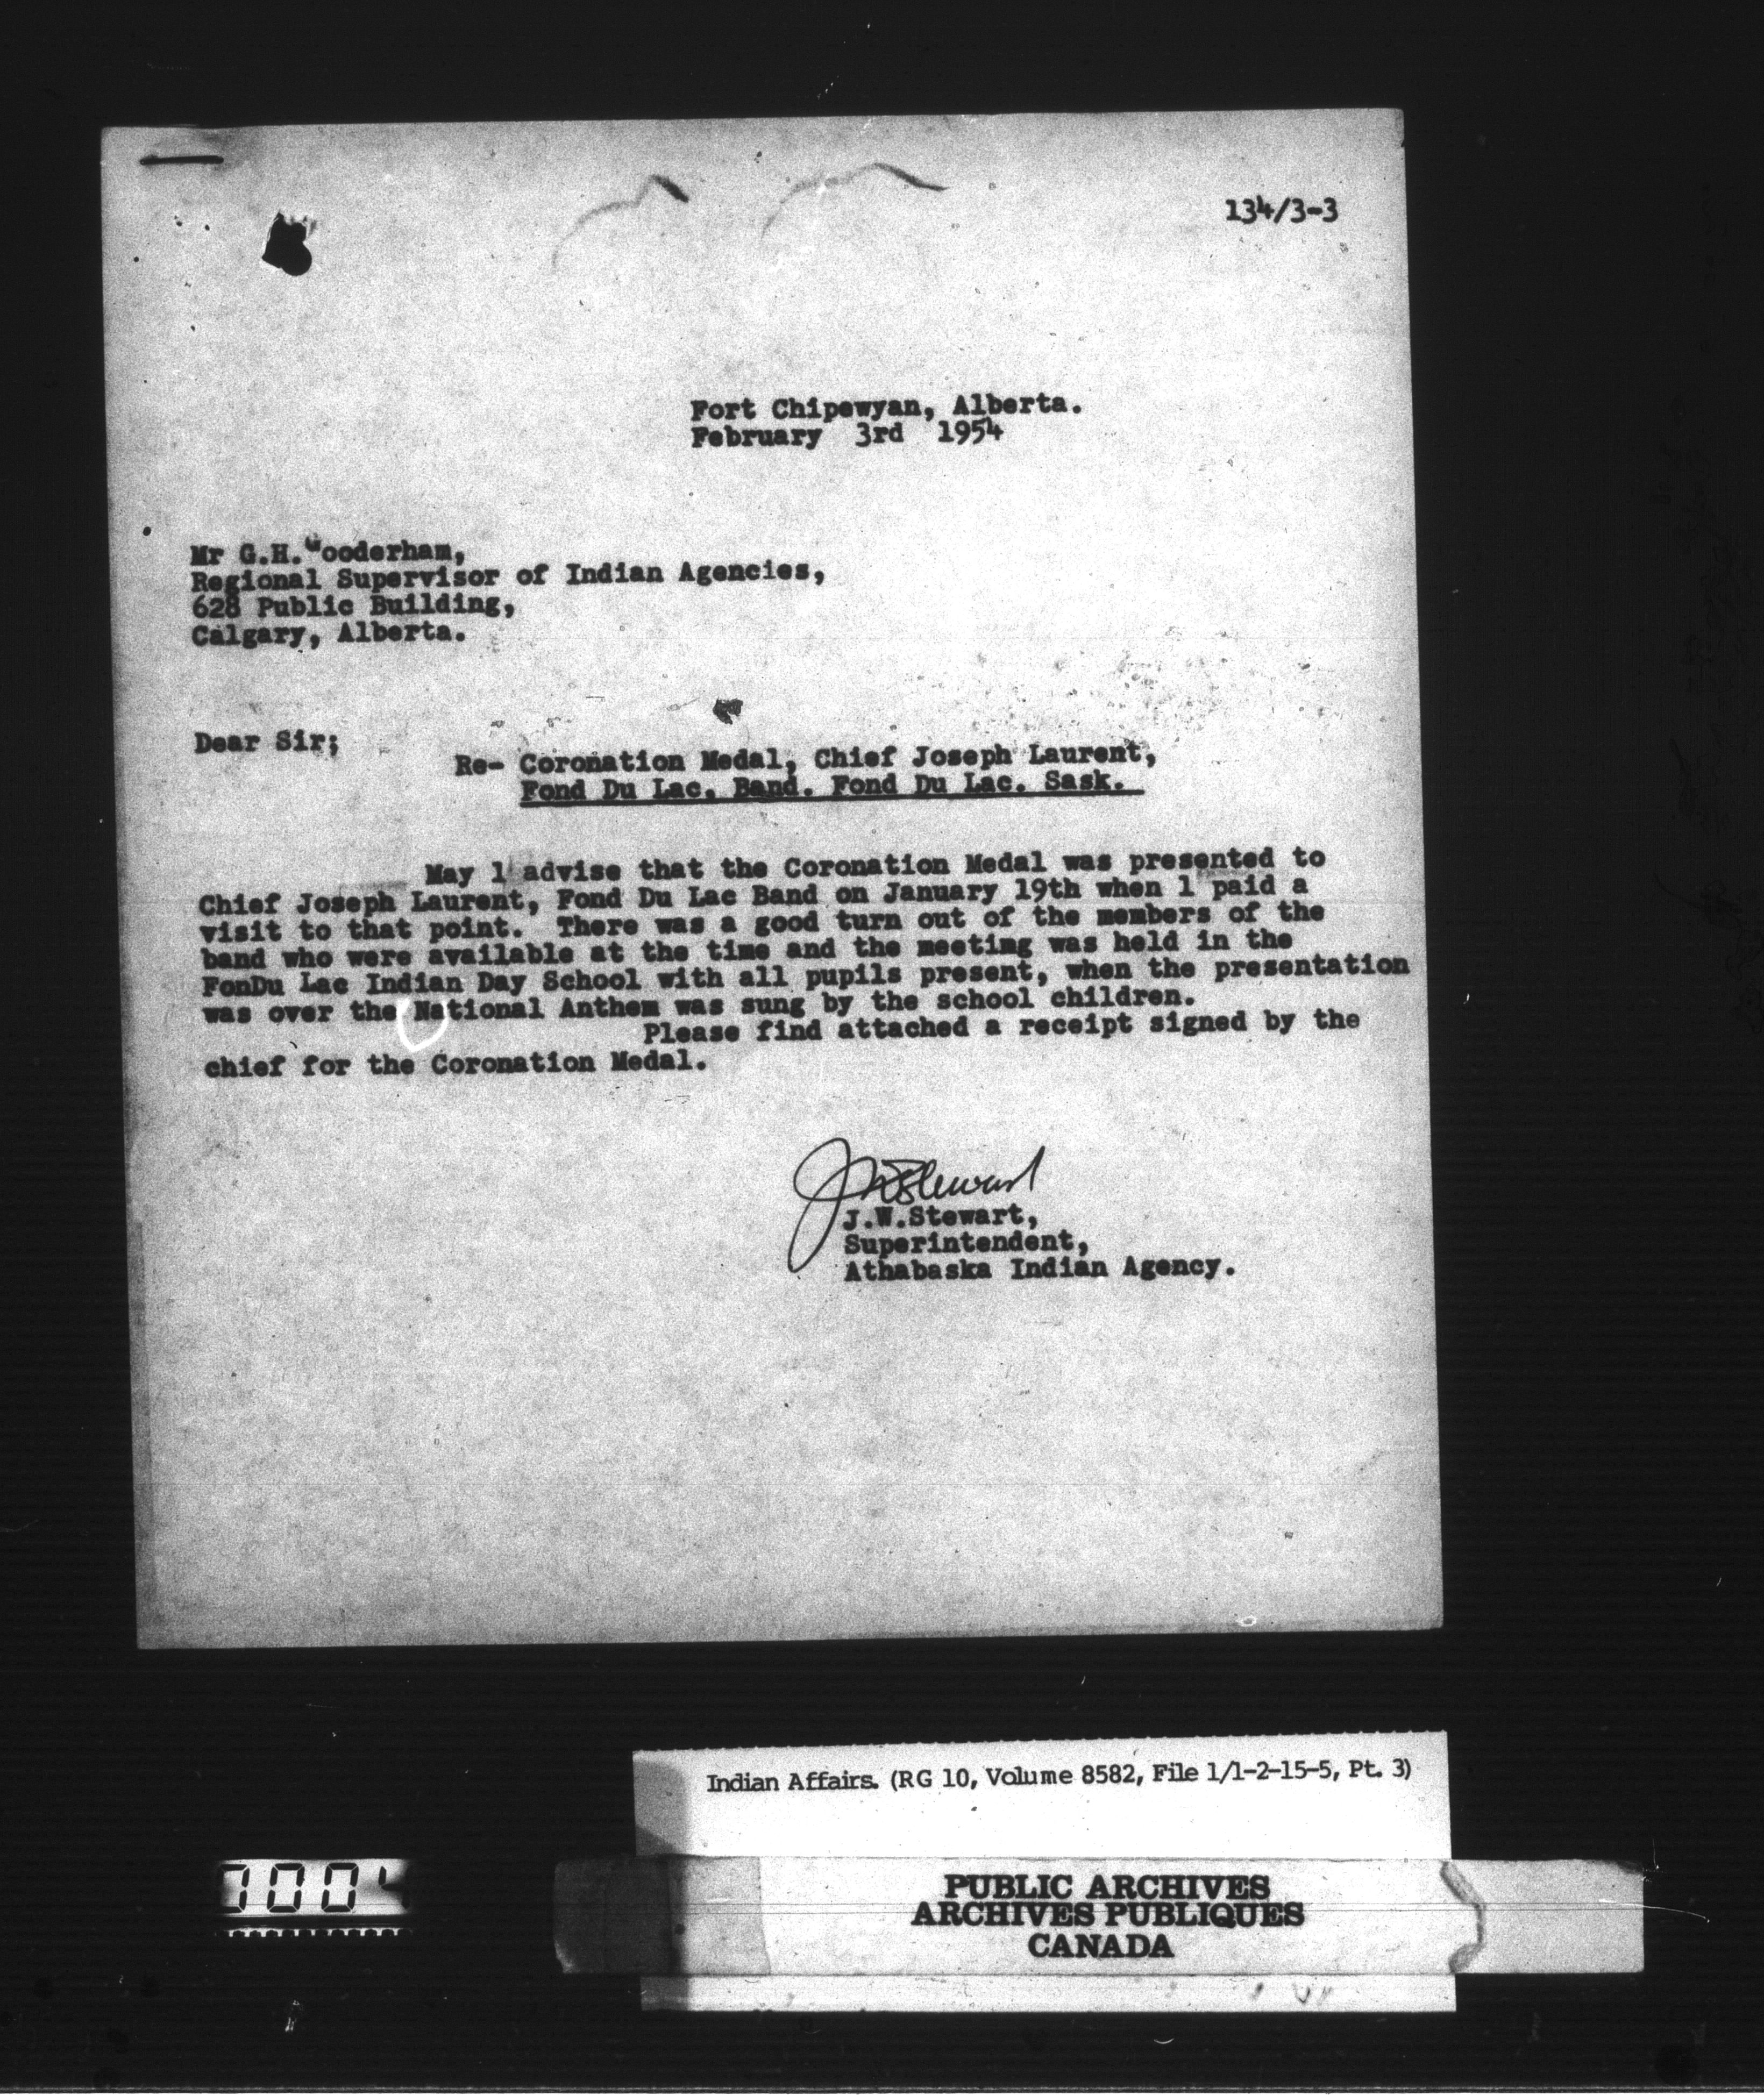 134/3-3
Fort Chipewyan, Alberta.
February 3rd 1954
Mr G.H.Wooderham,
Regional Supervisor of Indian Agencies,
628 Public Building,
Calgary, Alberta.
Dear Sir;
Re- Coronation Medal, Chief Joseph Laurent,
Fond Du Lac. Band. Fond Du Lac. Sask.
May 1 advise that the Coronation Medal was presented to
Chief Joseph Laurent, Fond Du Lac Band on January 19th when 1 paid a
visit to that point. There was a good turn out of the members of the
band who were available at the time and the meeting was held in the
FonDu Lac Indian Day School with all pupils present, when the presentation
was over the National Anthem was sung by the school children.
Please find attached a receipt signed by the
chief for the Coronation Medal.
JWStewart
J.W.Stewart,
Superintendent,
Athabaska Indian Agency.
Indian Affairs. (RG 10, Volume 8582, File 1/1-2-15-5, Pt. 3)
PUBLIC ARCHIVES
ARCHIVES PUBLIQUES
CANADA